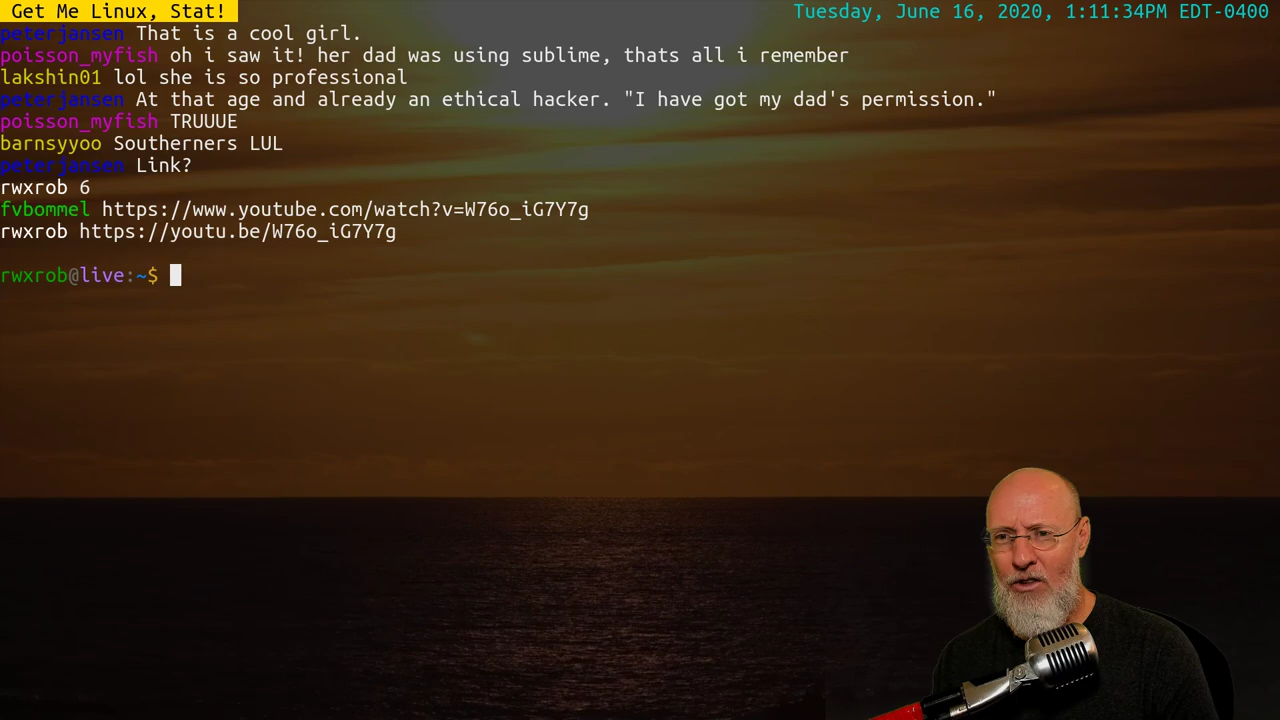 Get Me Linux, Stat!
Tuesday, June 16, 2020, 1:11:34PM EDT-0400
peterjansen That is a cool girl.
poisson_myfish oh i saw it! her dad was using sublime, thats all i remember
lakshin01 lol she is so professional
peterjansen At that age and already an ethical hacker. "I have got my dad's permission."
poisson_myfish TRUUUE
barnsyyoo Southerners LUL
peterjansen Link?
rwxrob 6
fvbommel https://www.youtube.com/watch?v=W76o_iG7Y7g
rwxrob https://youtu.be/W76o_iG7Y7g
rwxrob@live:~$